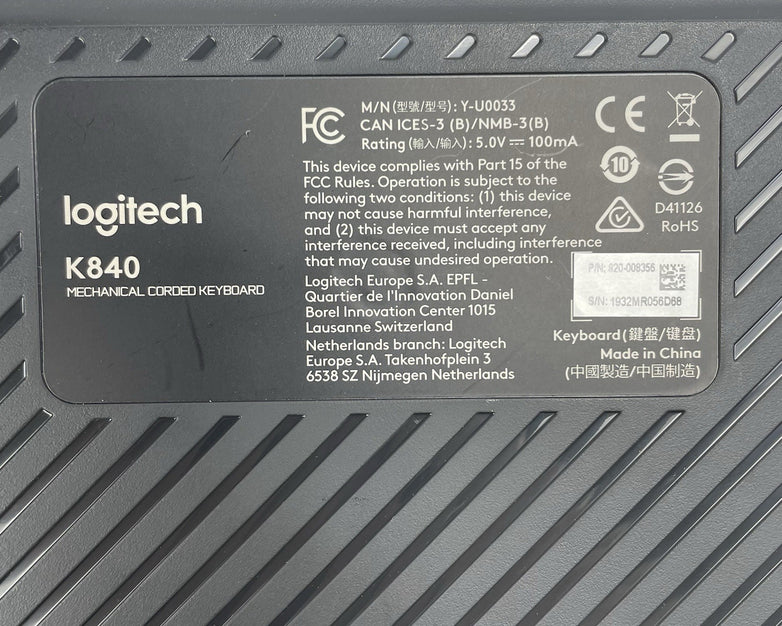 logitech
K840
MECHANICAL CORDED KEYBOARD
FC
M/N (型號/型号) : Y-U0033
CAN ICES-3 (B)/NMB-3(B)
Rating (輸入/输入) : 5.0V ⎓ 100mA
This device complies with Part 15 of the
FCC Rules. Operation is subject to the
following two conditions: (1) this device
may not cause harmful interference,
and (2) this device must accept any
interference received, including interference
that may cause undesired operation.
Logitech Europe S.A. EPFL -
Quartier de l'Innovation Daniel
Borel Innovation Center 1015
Lausanne Switzerland
Netherlands branch: Logitech
Europe S.A. Takenhofplein 3
6538 SZ Nijmegen Netherlands
CE
10
D41126
RoHS
P/N: 820-008355
S/N: 1932MR056D68
Keyboard(鍵盤/键盘)
Made in China
(中國製造/中国制造)